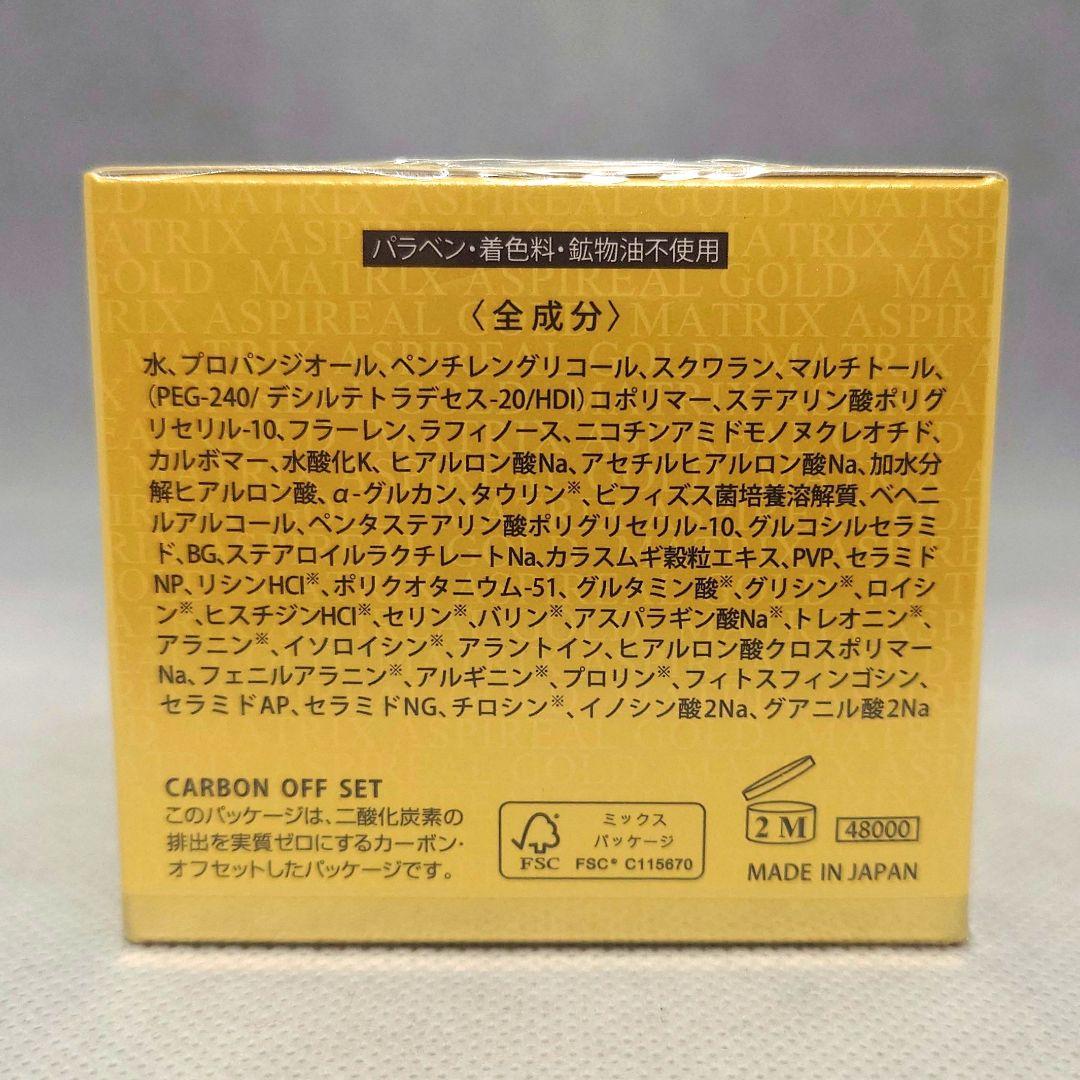 MATRIX ASPIREAL GOLD MATRI
ATRIX ASPIREAL MATRIX AS
GOLD MATRIX ASPIREAL GOLD MATRI
TRIX ASPIREAL GOLD MATRIX ASPI
パラベン・着色料・鉱物油不使用
〈全成分〉
水、プロパンジオール、ペンチレングリコール、スクワラン、マルチトール、
(PEG-240/ デシルテトラデセス-20/HDI)コポリマー、ステアリン酸ポリグ
リセリル-10、フラーレン、ラフィノース、ニコチンアミドモノヌクレオチド、
カルボマー、水酸化K、ヒアルロン酸Na、アセチルヒアルロン酸Na、加水分
解ヒアルロン酸、α-グルカン、タウリン※、ビフィズス菌培養溶解質、ベヘニ
ルアルコール、ペンタステアリン酸ポリグリセリル-10、グルコシルセラミ
ド、BG、ステアロイルラクチレートNa、カラスムギ穀粒エキス、PVP、セラミド
NP、リシンHCl※、ポリクオタニウム-51、グルタミン酸※、グリシン※、ロイシ
ン※、ヒスチジンHCl※、セリン※、バリン※、アスパラギン酸Na※、トレオニン※、
アラニン※、イソロイシン※、アラントイン、ヒアルロン酸クロスポリマー
Na、フェニルアラニン※、アルギニン※、プロリン※、フィトスフィンゴシン、
セラミドAP、セラミドNG、チロシン※、イノシン酸2Na、グアニル酸2Na
CARBON OFF SET
このパッケージは、二酸化炭素の
排出を実質ゼロにするカーボン・
オフセットしたパッケージです。
FSC
ミックス
パッケージ
FSC® C115670
2 M
48000
MADE IN JAPAN